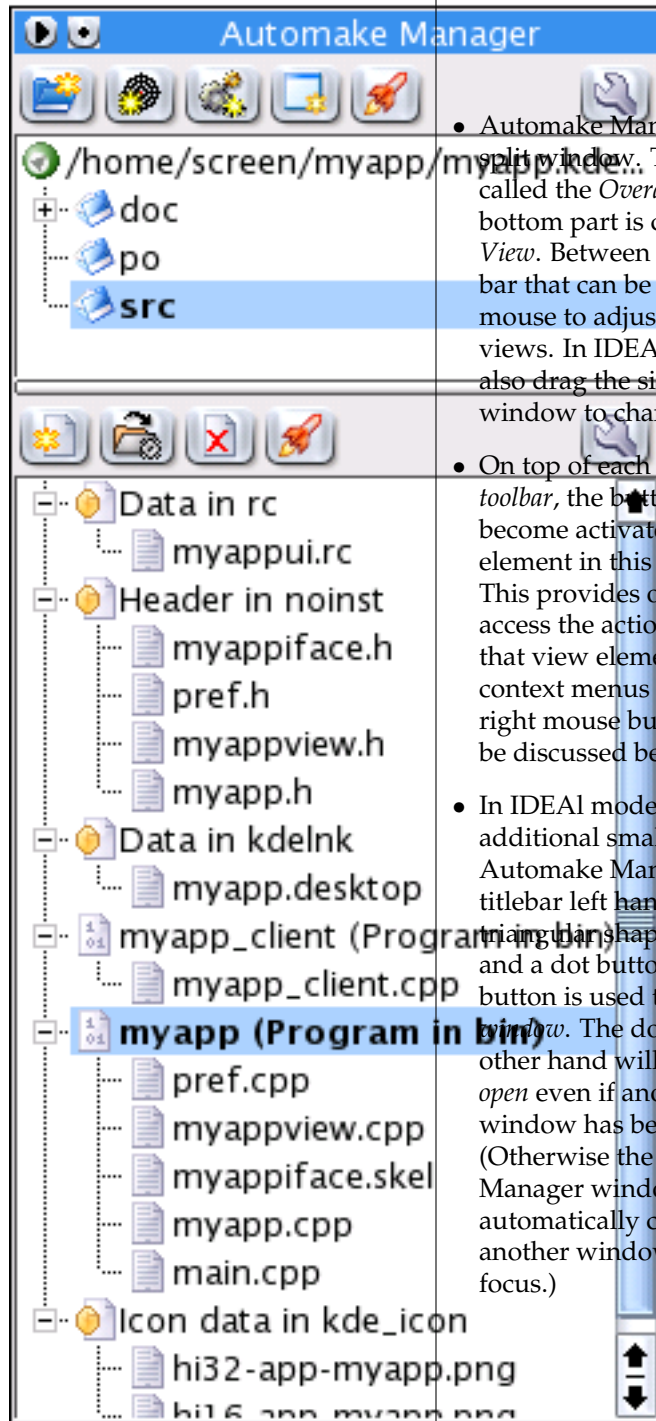 Automake Manager
/home/screen/myapp/myapp.kde...
doc
po
src
Data in rc
myappui.rc
Header in noinst
myappiface.h
pref.h
myappview.h
myapp.h
Data in kdelnk
myapp.desktop
myapp_client (Program in bin)
myapp_client.cpp
myapp (Program in bin)
pref.cpp
myappview.cpp
myappiface.skel
myapp.cpp
main.cpp
Icon data in kde_icon
hi32-app-myapp.png
hi16-app-myapp.png
• Automake Man
split window. T
called the Overa
bottom part is c
View. Between
bar that can be
mouse to adjus
views. In IDEA
also drag the si
window to char
• On top of each
toolbar, the butt
become activate
element in this
This provides o
access the actio
that view eleme
context menus
right mouse bu
be discussed be
• In IDEAl mode
additional smal
Automake Man
titlebar left han
triangular shap
and a dot butto
button is used t
window. The do
other hand will
open even if and
window has be
(Otherwise the
Manager windo
automatically c
another window
focus.)